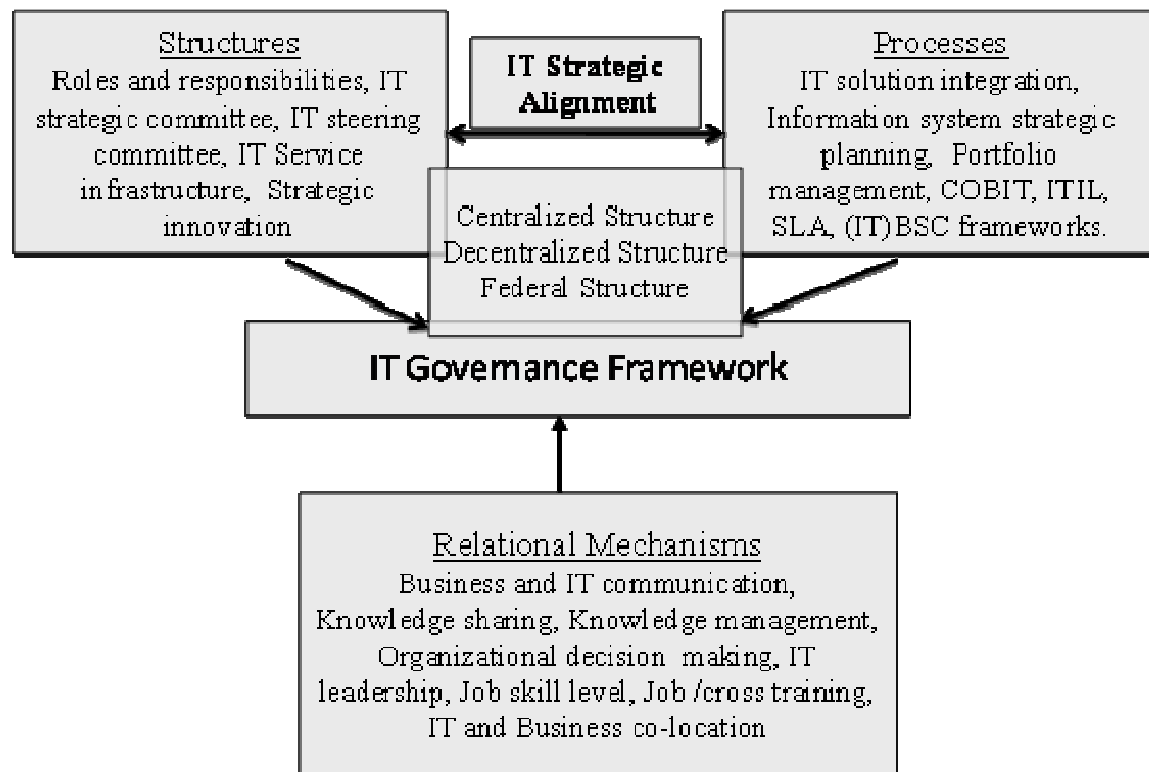 Structures
Roles and responsibilities, IT
strategic committee, IT steering
committee, IT Service
infrastructure, Strategic
innovation
IT Strategic
Alignment
Processes
IT solution integration,
Information system strategic
planning, Portfolio
management, COBIT, ITIL,
SLA, (IT)BSC frameworks.
Centralized Structure
Decentralized Structure
Federal Structure
IT Governance Framework
Relational Mechanisms
Business and IT communication,
Knowledge sharing, Knowledge management,
Organizational decision making, IT
leadership, Job skill level, Job /cross training,
IT and Business co-location